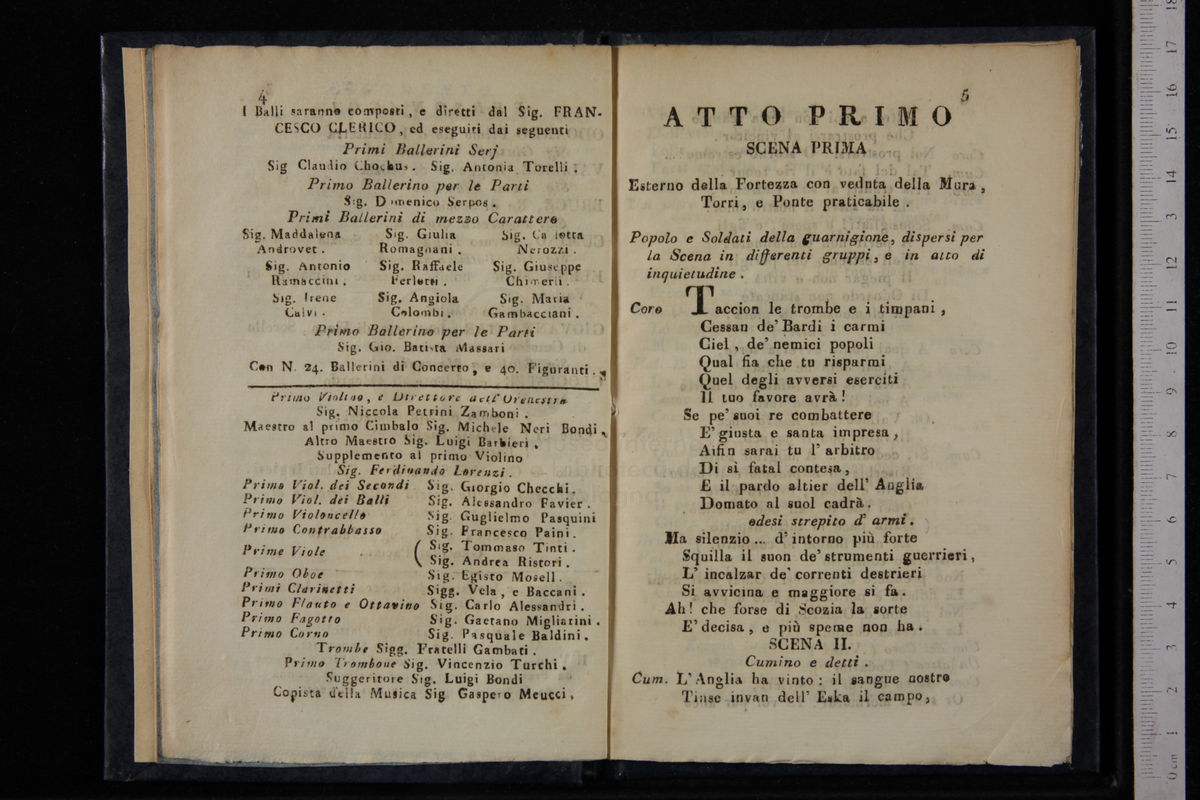 4
I Balli saranno composti, e diretti dal Sig. FRAN-
CESCO CLERICO, ed eseguiti dai seguenti
Primi Ballerini Serj
Sig Claudio Chochus. Sig. Antonia Torelli.
Primo Ballerino per le Parti
Sig. Domenico Serpos.
Primi Ballerini di mezzo Carattere
Sig. Maddalena Sig. Giulia Sig. Ca lotta
Androvet. Romagnani. Nerozzi.
Sig. Antonio Sig. Raffaele Sig. Giuseppe
Ramaccini. Ferlotti. Chimerli.
Sig. Irene Sig. Angiola Sig. Maria
Calvi. Colombi. Gambacciani.
Primo Ballerino per le Parti
Sig. Gio. Batista Massari
Con N. 24. Ballerini di Concerto, e 40. Figuranti.
Primo Violino, e Direttore dell'Orchestra
Sig. Niccola Petrini Zamboni.
Maestro al primo Cimbalo Sig. Michele Neri Bondi,
Altro Maestro Sig. Luigi Barbieri.
Supplemento al primo Violino
Sig. Ferdinando Lorenzi.
Primo Viol. dei Secondi Sig. Giorgio Checchi.
Primo Viol. dei Balli Sig. Alessandro Favier.
Primo Violoncello Sig. Guglielmo Pasquini
Primo Contrabbasso Sig. Francesco Paini.
Prime Viole ( Sig. Tommaso Tinti.
Sig. Andrea Ristori.
Primo Oboe Sig. Egisto Mosell.
Primi Clarinetti Sigg. Vela, e Baccani.
Primo Flauto e Ottavino Sig. Carlo Alessandri.
Primo Fagotto Sig. Gaetano Migliarini.
Primo Corno Sig. Pasquale Baldini.
Trombe Sigg. Fratelli Gambati.
Primo Trombone Sig. Vincenzio Turchi.
Suggeritore Sig. Luigi Bondi
Copista della Musica Sig Gaspero Meucci,
5
ATTO PRIMO
SCENA PRIMA
Esterno della Fortezza con vednta della Mura,
Torri, e Ponte praticabile.
Popolo e Soldati della guarnigione, dispersi per
la Scena in differenti gruppi, e in atto di
inquietudine.
Coro Taccion le trombe e i timpani,
Cessan de' Bardi i carmi
Ciel, de' nemici popoli
Qual fia che tu risparmi
Quel degli avversi eserciti
Il tuo favore avrà!
Se pe' suoi re combattere
E' giusta e santa impresa,
Alfin sarai tu l' arbitro
Di sì fatal contesa,
E il pardo altier dell' Anglia
Domato al suol cadrà.
odesi strepito d' armi.
Ma silenzio ... d' intorno più forte
Squilla il suon de' strumenti guerrieri,
L' incalzar de' correnti destrieri
Si avvicina e maggiore si fa.
Ah! che forse di Scozia la sorte
E' decisa, e più speme non ha.
SCENA II.
Cumino e detti.
Cum. L' Anglia ha vinto: il sangue nostro
Tinse invan dell' Eska il campo,